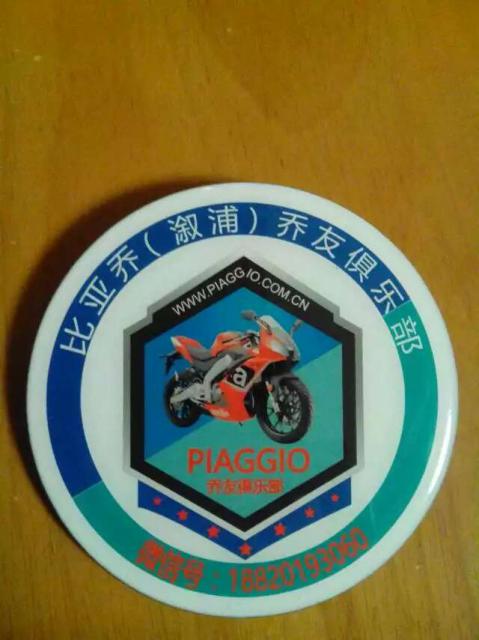 比亚乔(溆浦)乔友俱乐部
WWW.PIAGGIO.COM.CN
a
PIAGGIO
乔友俱乐部
微信号:18820193060